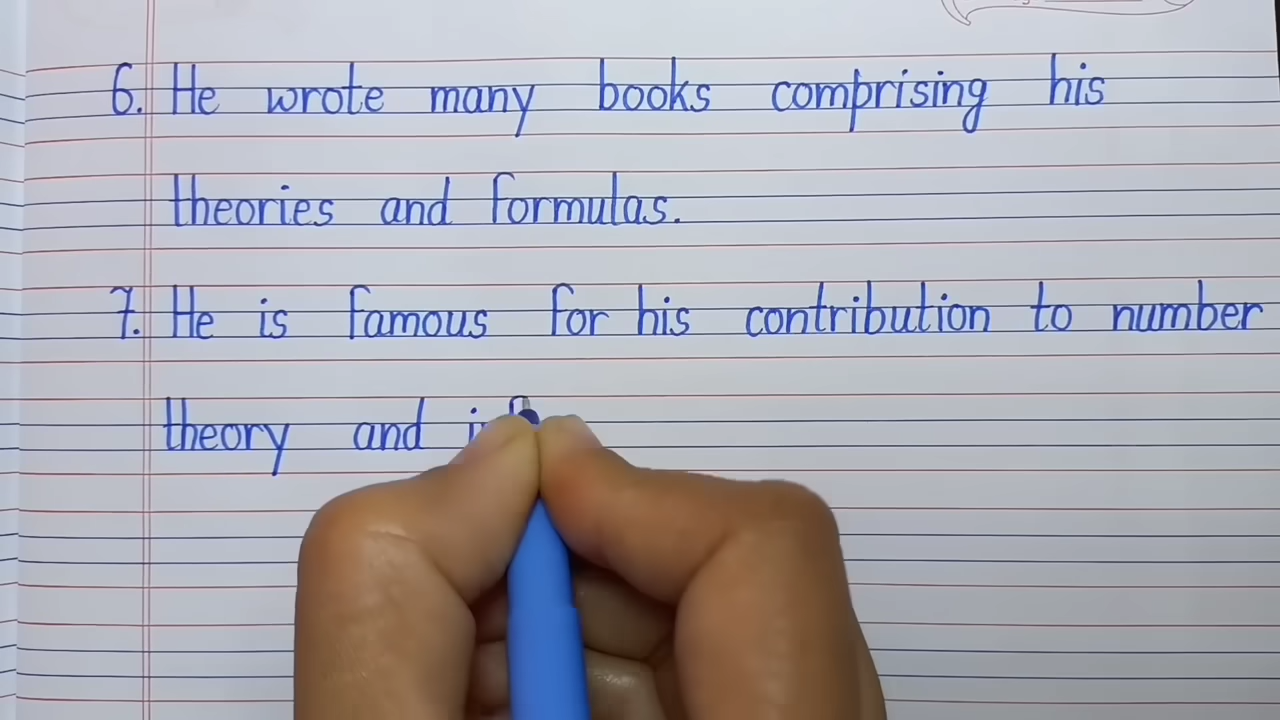 6. He wrote many books comprising his
theories and formulas.
7. He is famous for his contribution to number
theory and